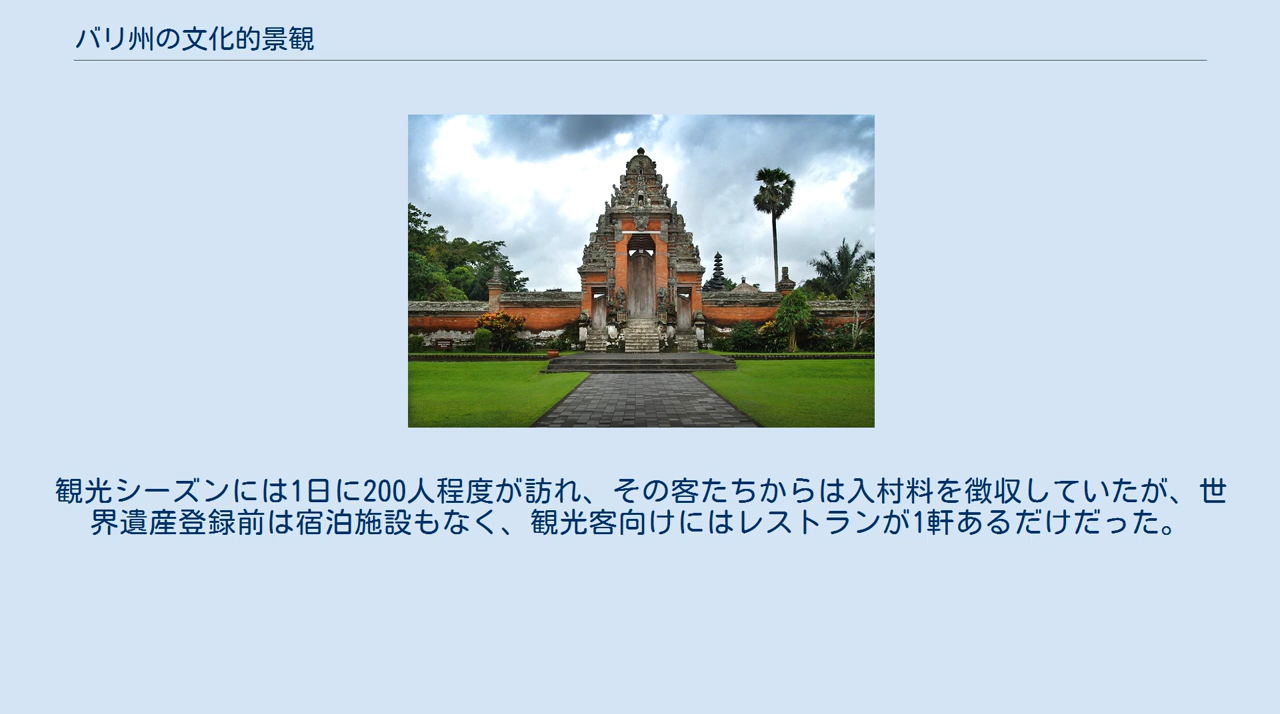 バリ州の文化的景観
観光シーズンには1日に200人程度が訪れ、その客たちからは入村料を徴収していたが、世
界遺産登録前は宿泊施設もなく、観光客向けにはレストランが1軒あるだけだった。